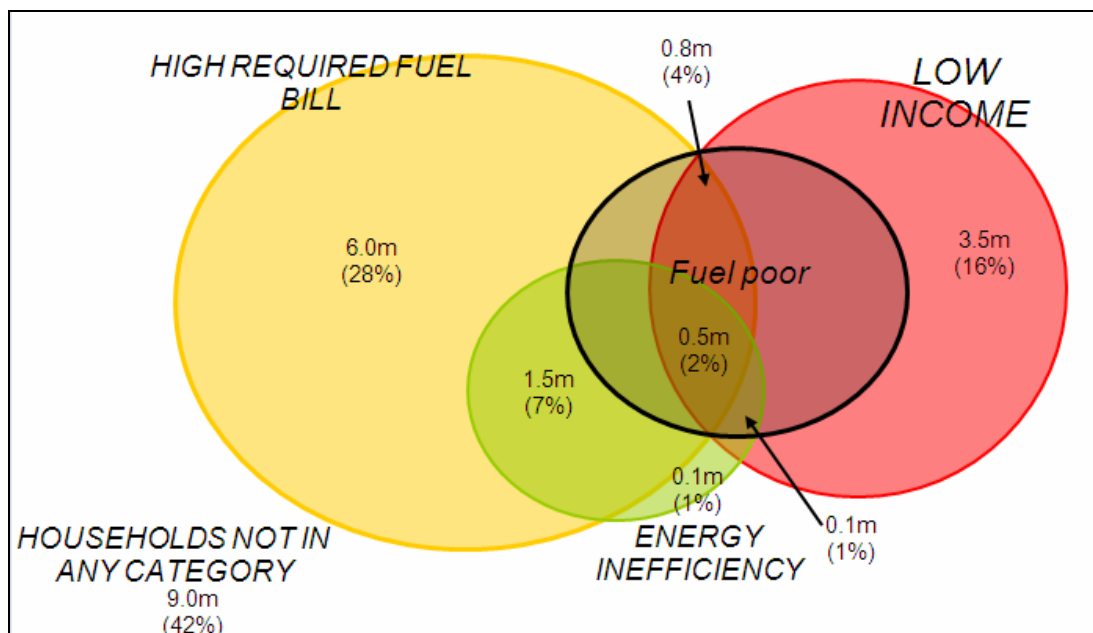 HIGH REQUIRED FUEL
BILL
0.8m
(4%)
LOW
INCOME
6.0m
(28%)
Fuel poor
3.5m
(16%)
0.5m
(2%)
1.5m
(7%)
0.1m
(1%)
0.1m
(1%)
HOUSEHOLDS NOT IN
ANY CATEGORY
9.0m
(42%)
ENERGY
INEFFICIENCY